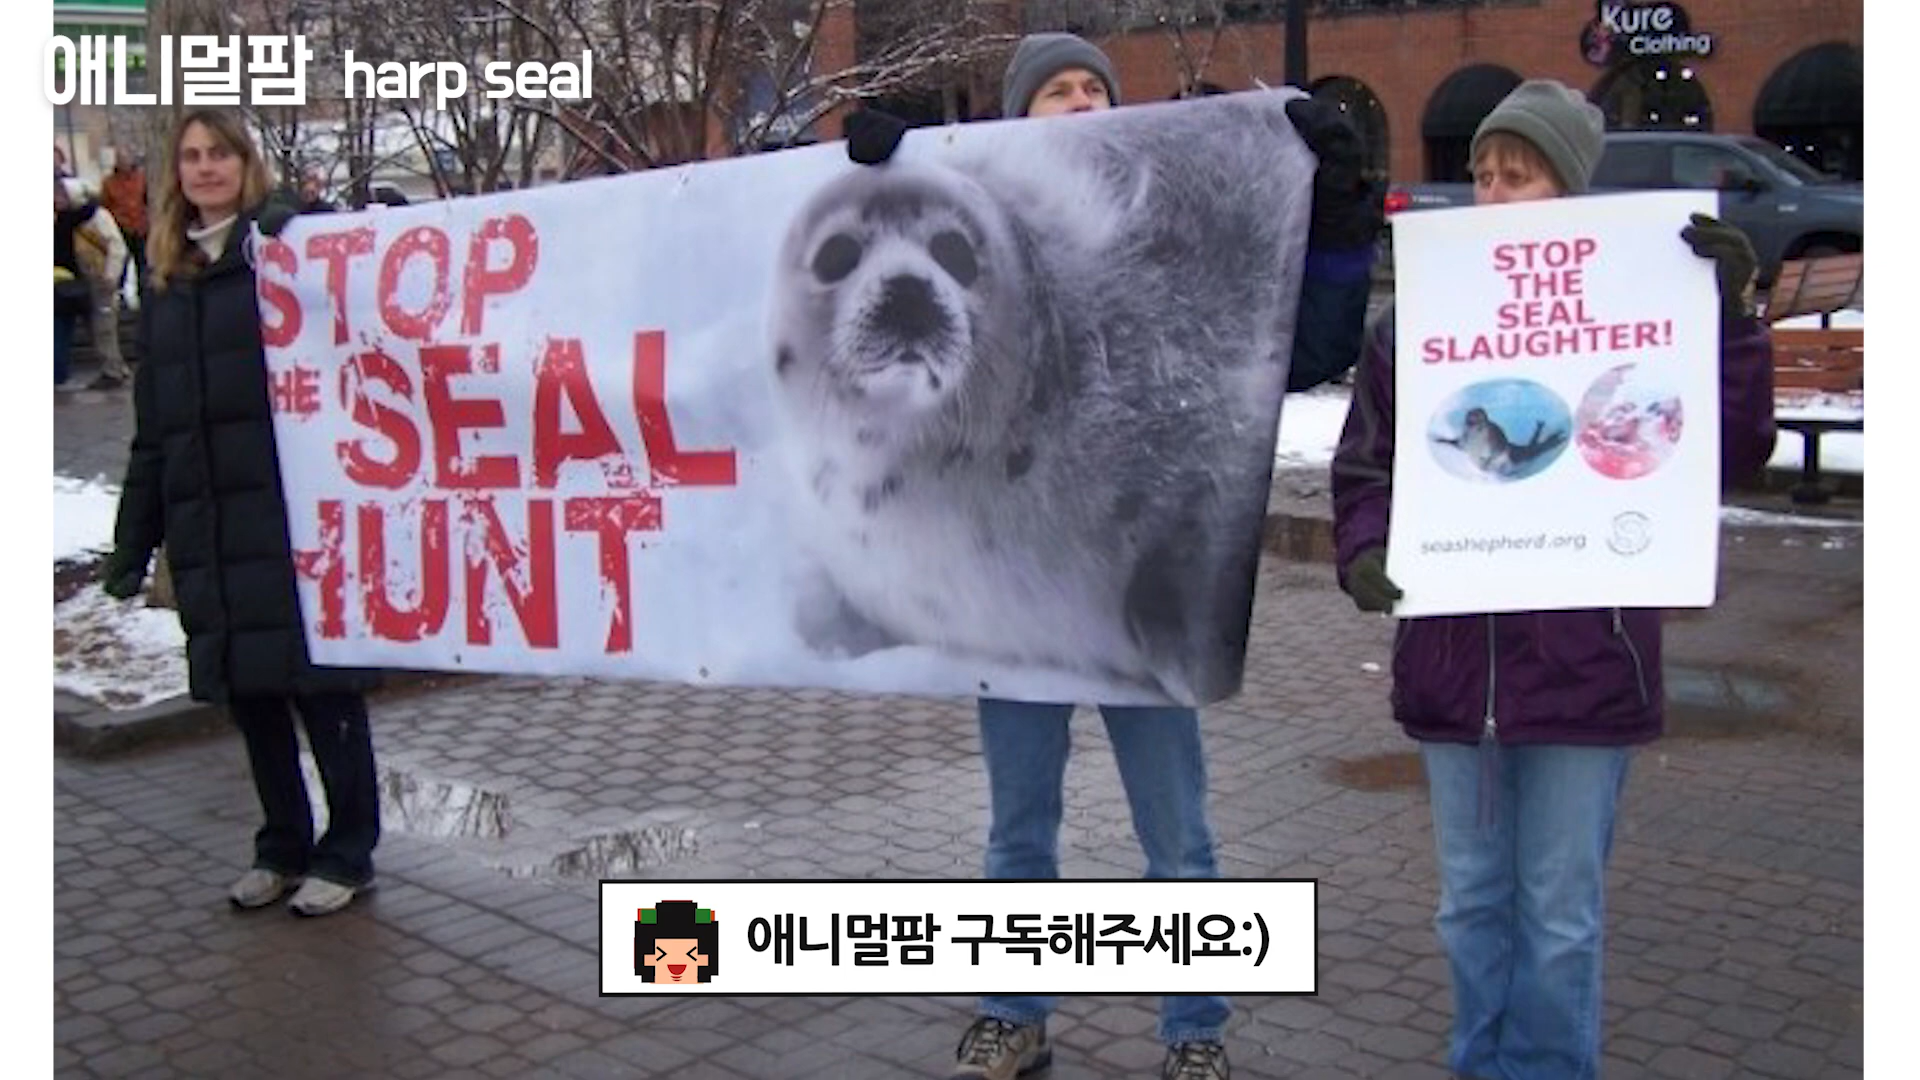 애니멀팜 harp seal
Kure
Clothing
STOP
THE SEAL
HUNT
STOP
THE
SEAL
SLAUGHTER!
seashepherd.org
애니멀팜 구독해주세요:)